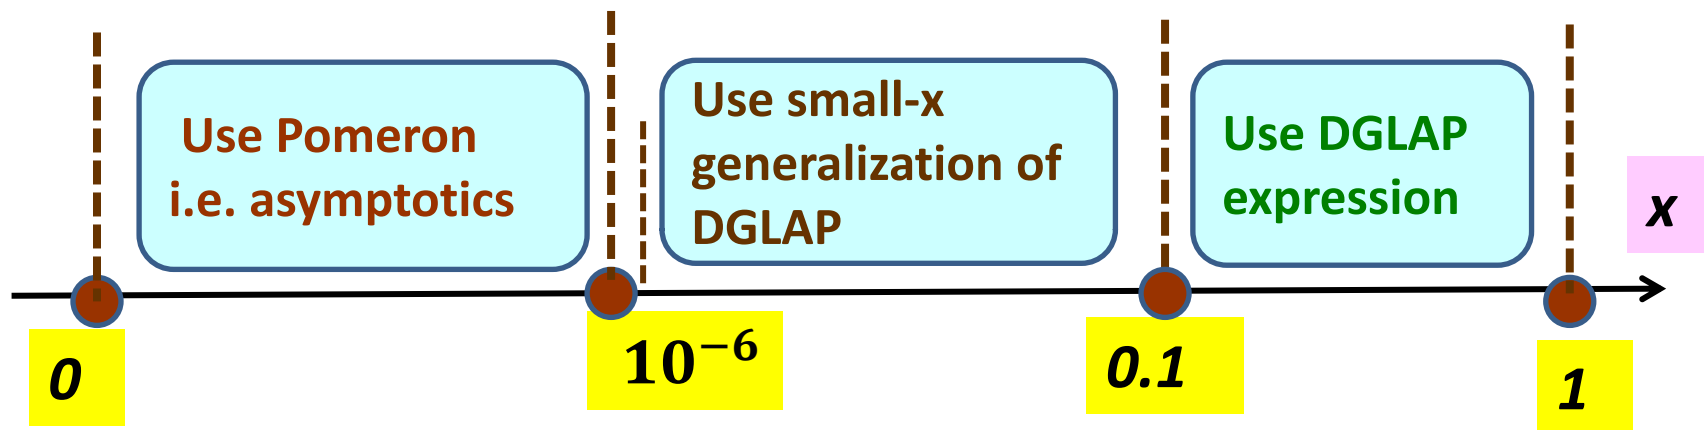 Use Pomeron
i.e. asymptotics
Use small-x
generalization of
DGLAP
Use DGLAP
expression
x
0
10⁻⁶
0.1
1